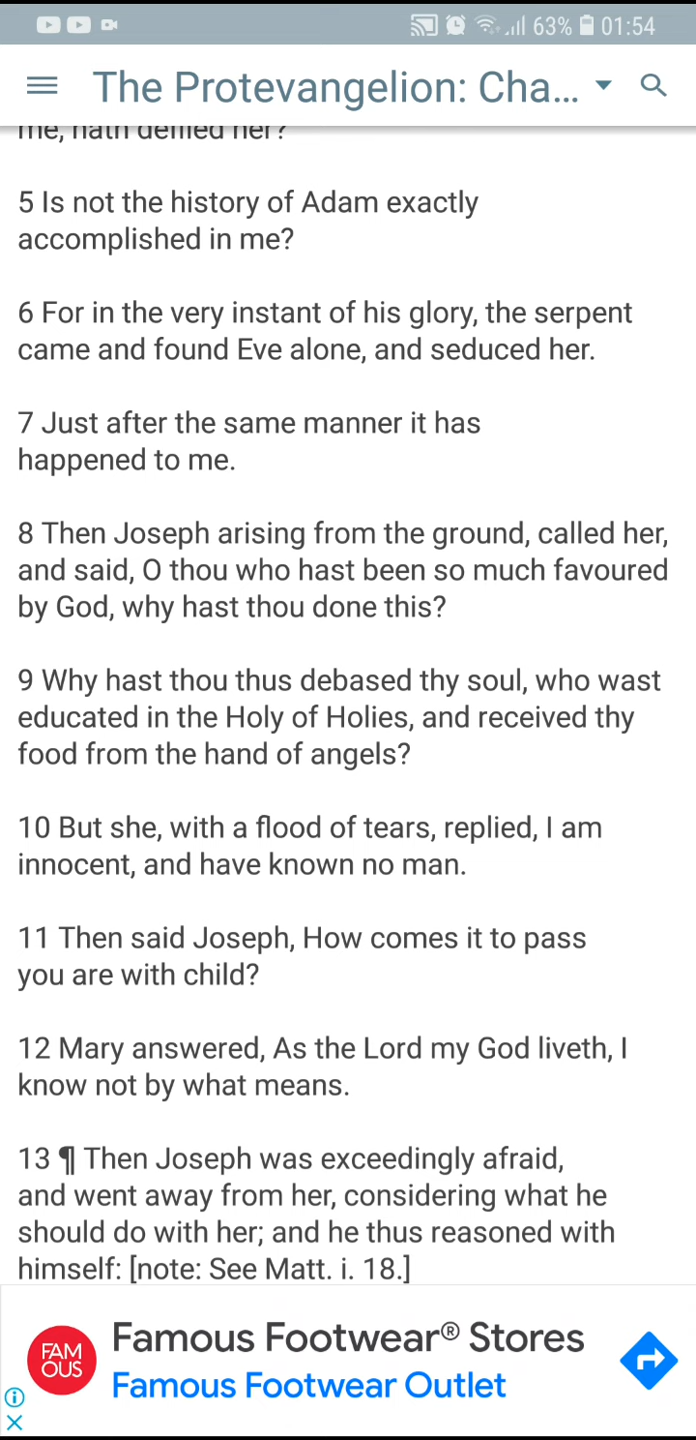 63% 01:54
The Protevangelion: Cha...
me, hath defiled her?
5 Is not the history of Adam exactly
accomplished in me?
6 For in the very instant of his glory, the serpent
came and found Eve alone, and seduced her.
7 Just after the same manner it has
happened to me.
8 Then Joseph arising from the ground, called her,
and said, O thou who hast been so much favoured
by God, why hast thou done this?
9 Why hast thou thus debased thy soul, who wast
educated in the Holy of Holies, and received thy
food from the hand of angels?
10 But she, with a flood of tears, replied, I am
innocent, and have known no man.
11 Then said Joseph, How comes it to pass
you are with child?
12 Mary answered, As the Lord my God liveth, I
know not by what means.
13 ¶ Then Joseph was exceedingly afraid,
and went away from her, considering what he
should do with her; and he thus reasoned with
himself: [note: See Matt. i. 18.]
FAM
OUS
Famous Footwear® Stores
Famous Footwear Outlet